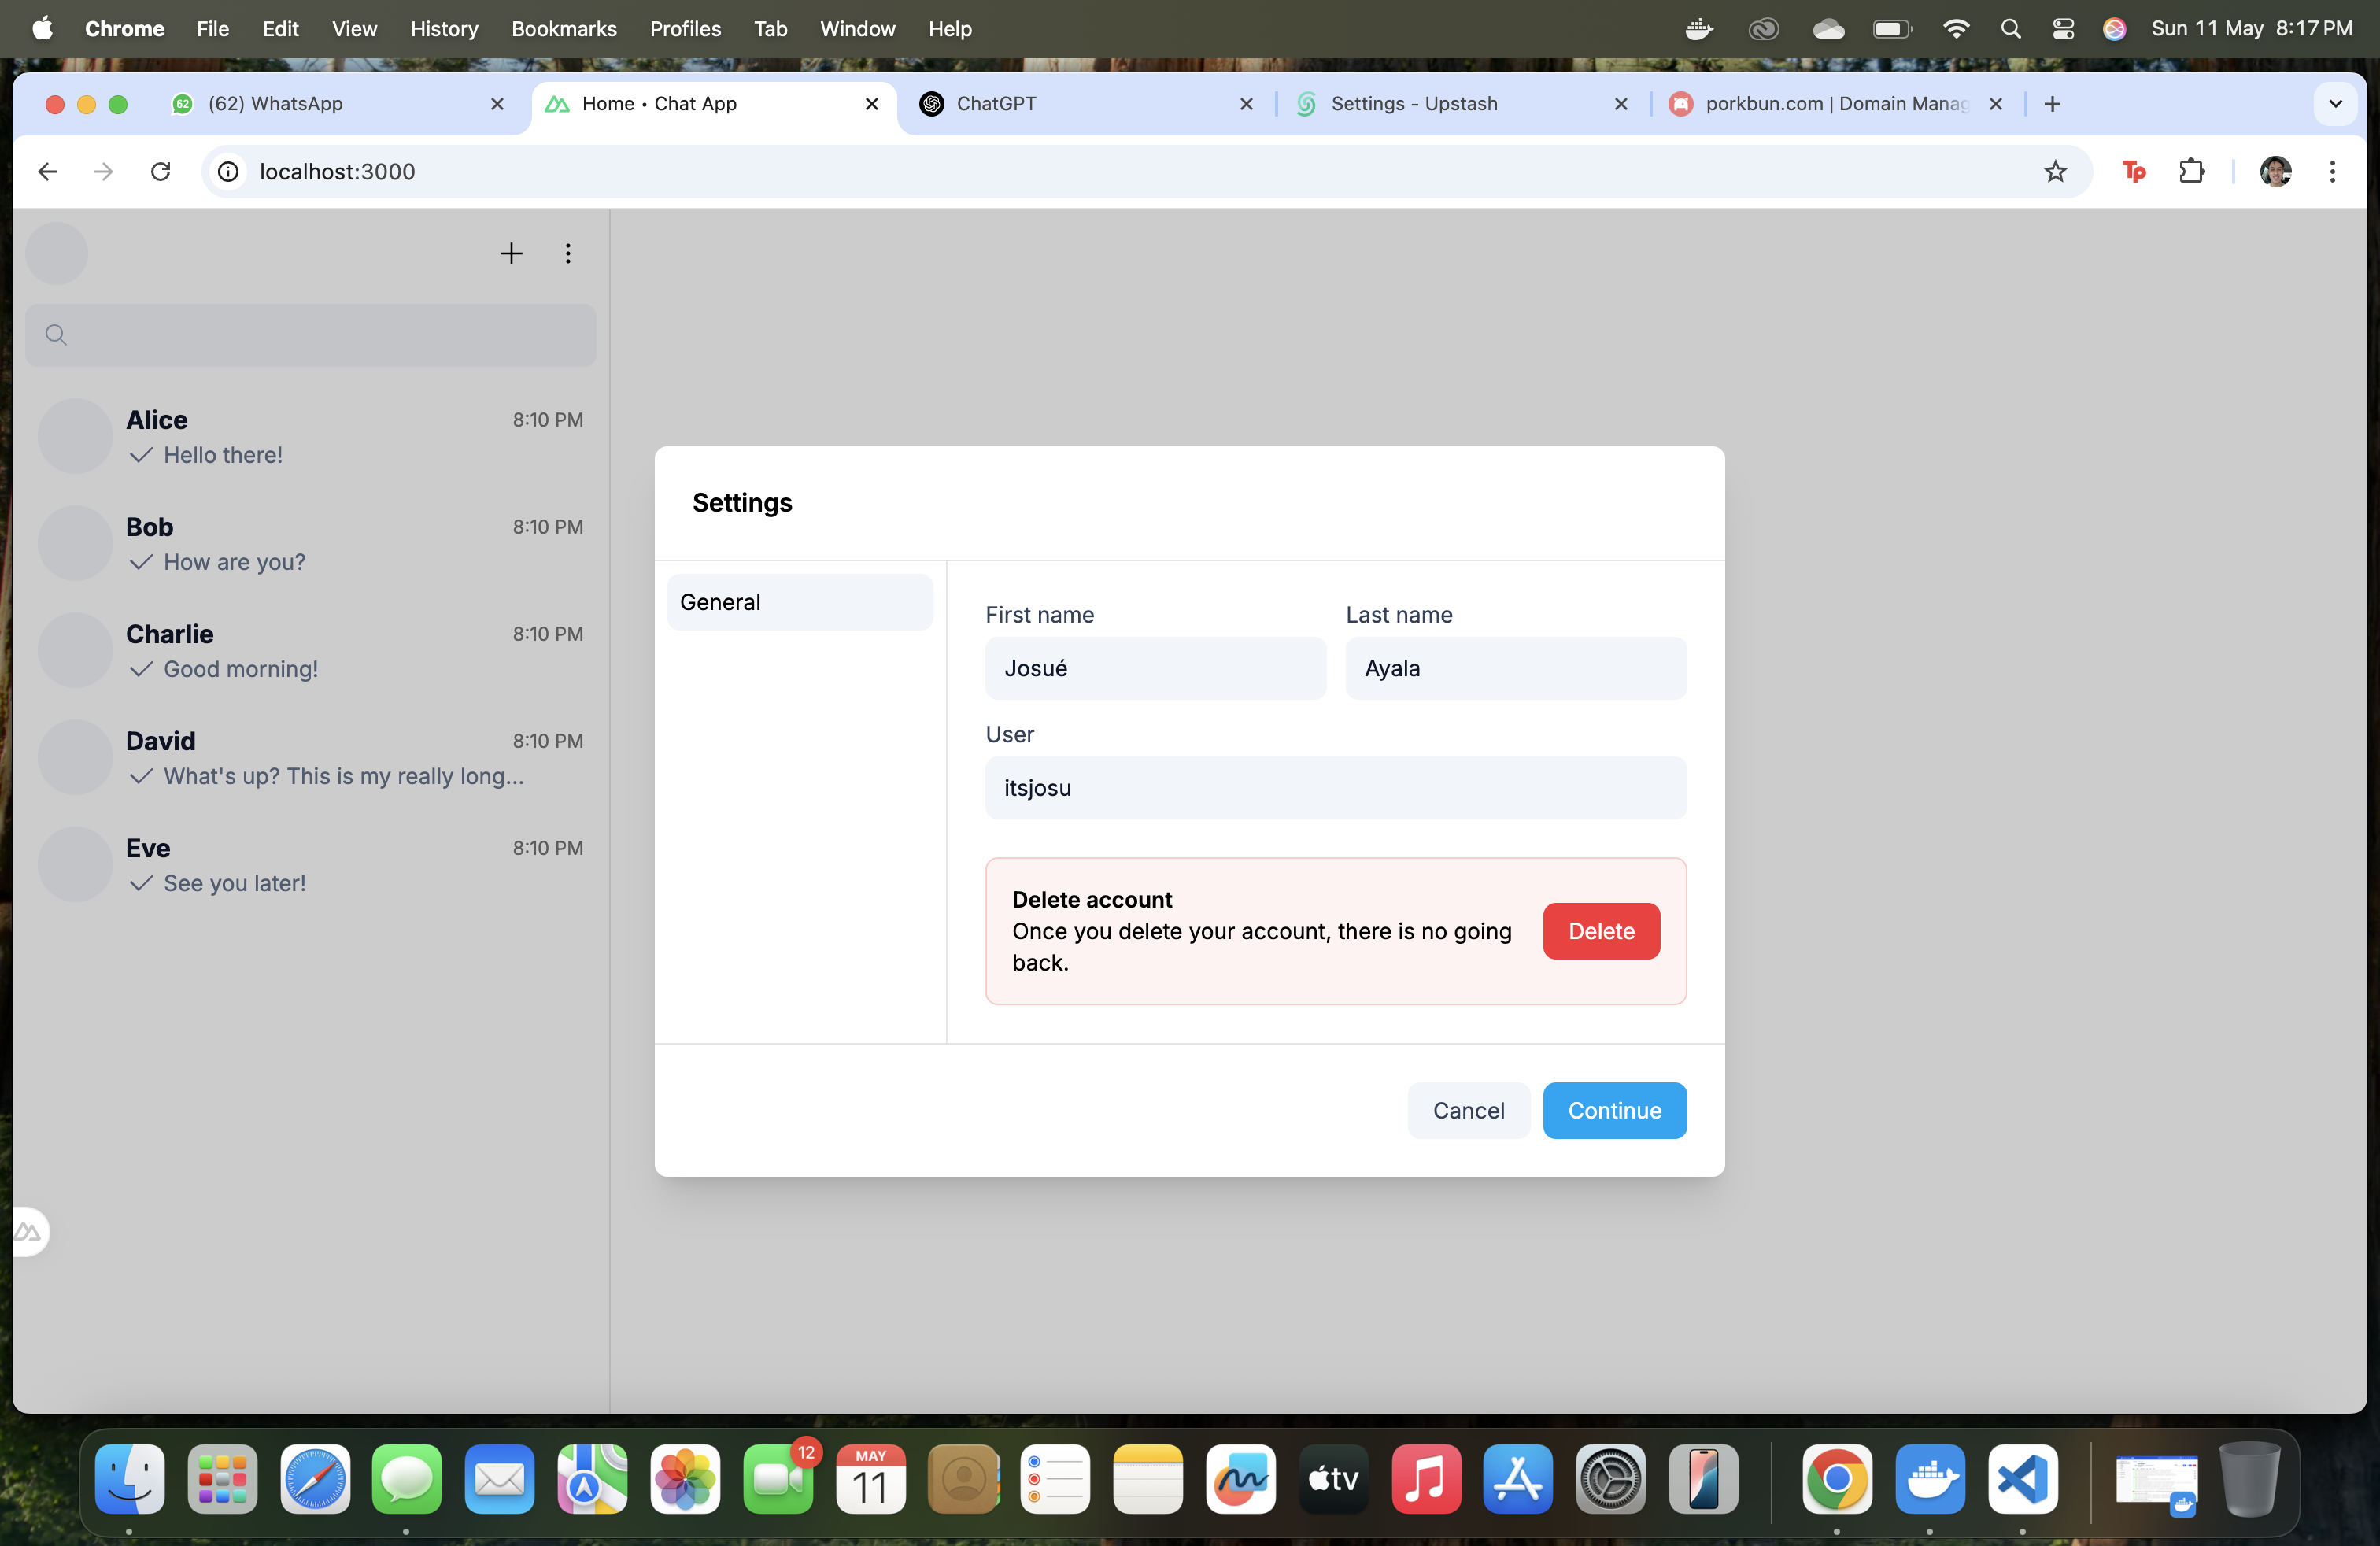 Chrome File Edit View History Bookmarks Profiles Tab Window Help Sun 11 May 8:17 PM
62 (62) WhatsApp Home • Chat App ChatGPT Settings - Upstash porkbun.com | Domain Manag
localhost:3000 Tp
Alice 8:10 PM
Hello there!
Bob 8:10 PM
How are you?
Charlie 8:10 PM
Good morning!
David 8:10 PM
What's up? This is my really long...
Eve 8:10 PM
See you later!
Settings
General
First name Last name
Josué Ayala
User
itsjosu
Delete account
Once you delete your account, there is no going
back.
Delete
Cancel Continue
12
MAY
11
tv